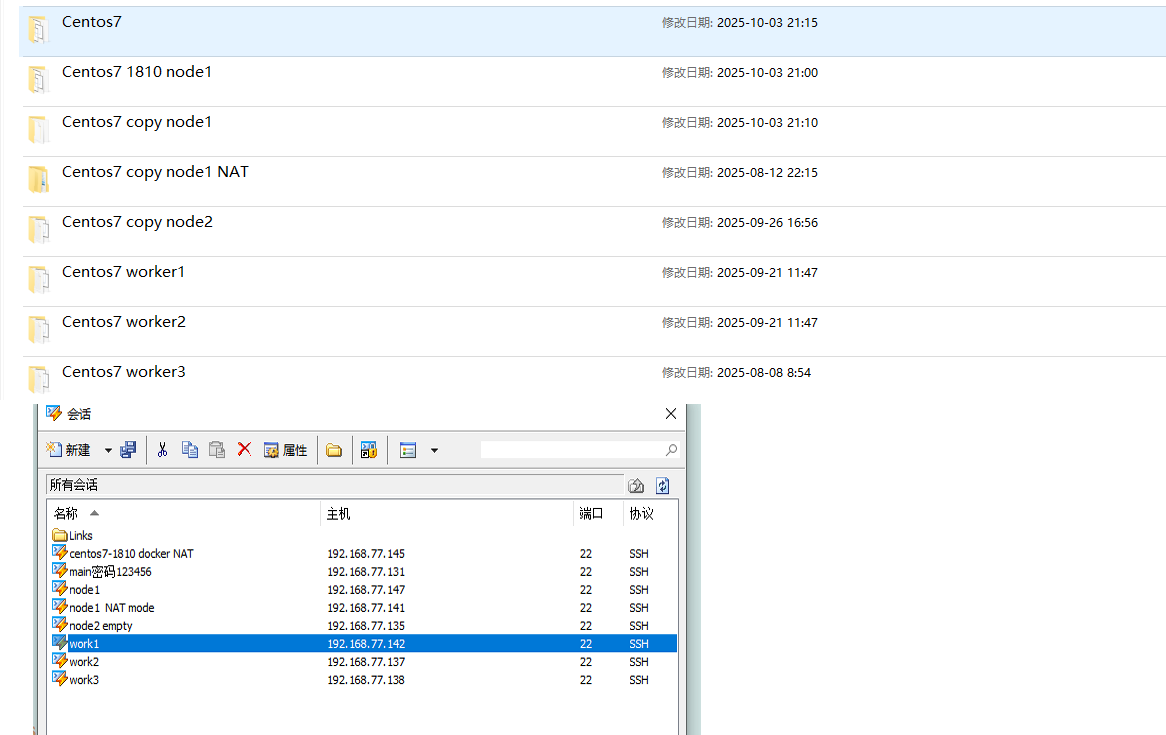 Centos7 修改日期: 2025-10-03 21:15
Centos7 1810 node1 修改日期: 2025-10-03 21:00
Centos7 copy node1 修改日期: 2025-10-03 21:10
Centos7 copy node1 NAT 修改日期: 2025-08-12 22:15
Centos7 copy node2 修改日期: 2025-09-26 16:56
Centos7 worker1 修改日期: 2025-09-21 11:47
Centos7 worker2 修改日期: 2025-09-21 11:47
Centos7 worker3 修改日期: 2025-08-08 8:54
会话
新建 属性
所有会话
名称 主机 端口 协议
Links
centos7-1810 docker NAT 192.168.77.145 22 SSH
main密码123456 192.168.77.131 22 SSH
node1 192.168.77.147 22 SSH
node1 NAT mode 192.168.77.141 22 SSH
node2 empty 192.168.77.135 22 SSH
work1 192.168.77.142 22 SSH
work2 192.168.77.137 22 SSH
work3 192.168.77.138 22 SSH